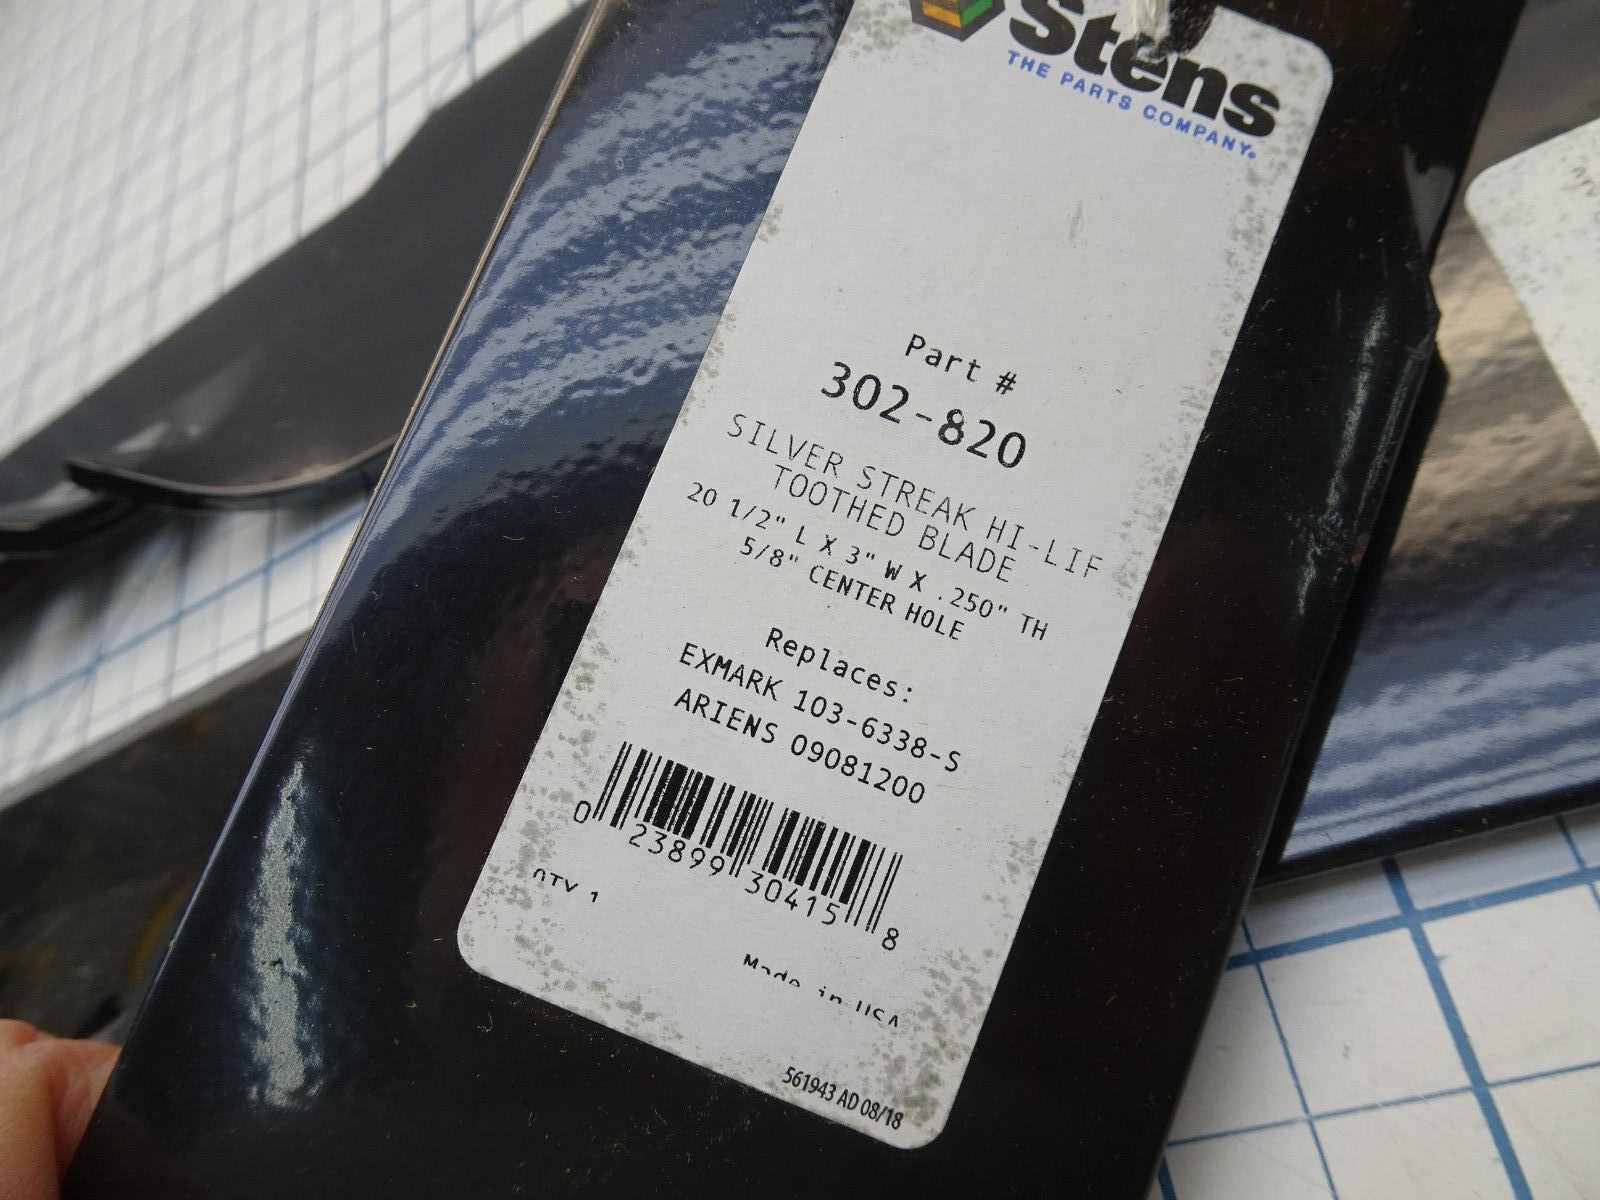 Stens
THE PARTS COMPANY.
Part #
302-820
SILVER STREAK HI-LIF
TOOTHED BLADE
20 1/2" L X 3" W X .250" TH
5/8" CENTER HOLE
Replaces:
EXMARK 103-6338-S
ARIENS 09081200
0 23899 30415 8
QTY 1
Made in USA
561943 AD 08/18